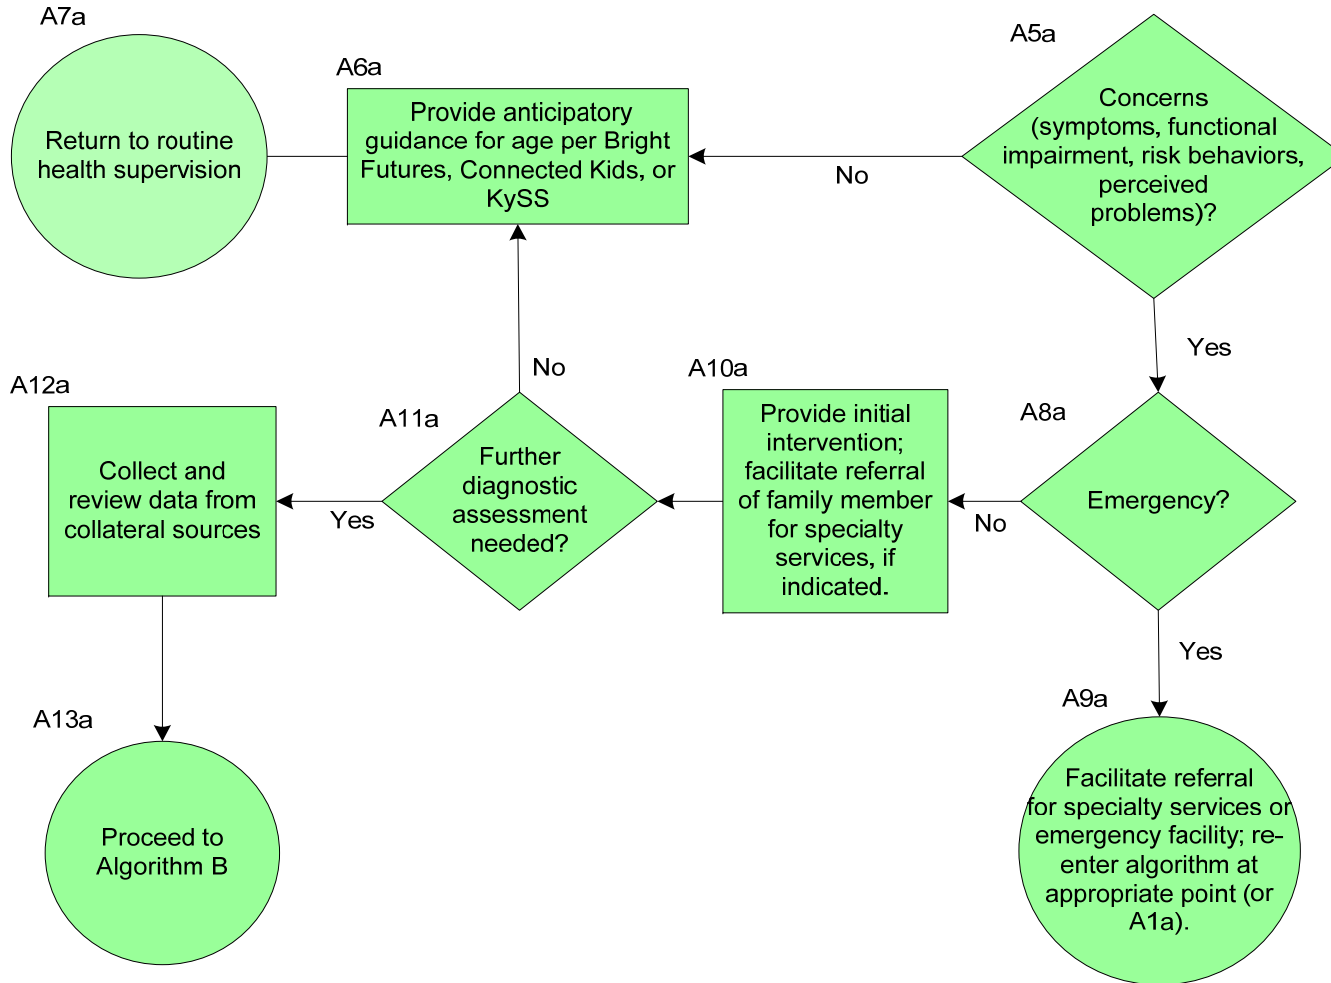 A7a
Return to routine
health supervision
A6a
Provide anticipatory
guidance for age per Bright
Futures, Connected Kids, or
KySS
A5a
Concerns
(symptoms, functional
impairment, risk behaviors,
perceived
problems)?
No
Yes
A8a
Emergency?
No
Yes
A9a
Facilitate referral
for specialty services or
emergency facility; re-
enter algorithm at
appropriate point (or
A1a).
A10a
Provide initial
intervention;
facilitate referral
of family member
for specialty
services, if
indicated.
A11a
Further
diagnostic
assessment
needed?
No
Yes
A12a
Collect and
review data from
collateral sources
A13a
Proceed to
Algorithm B